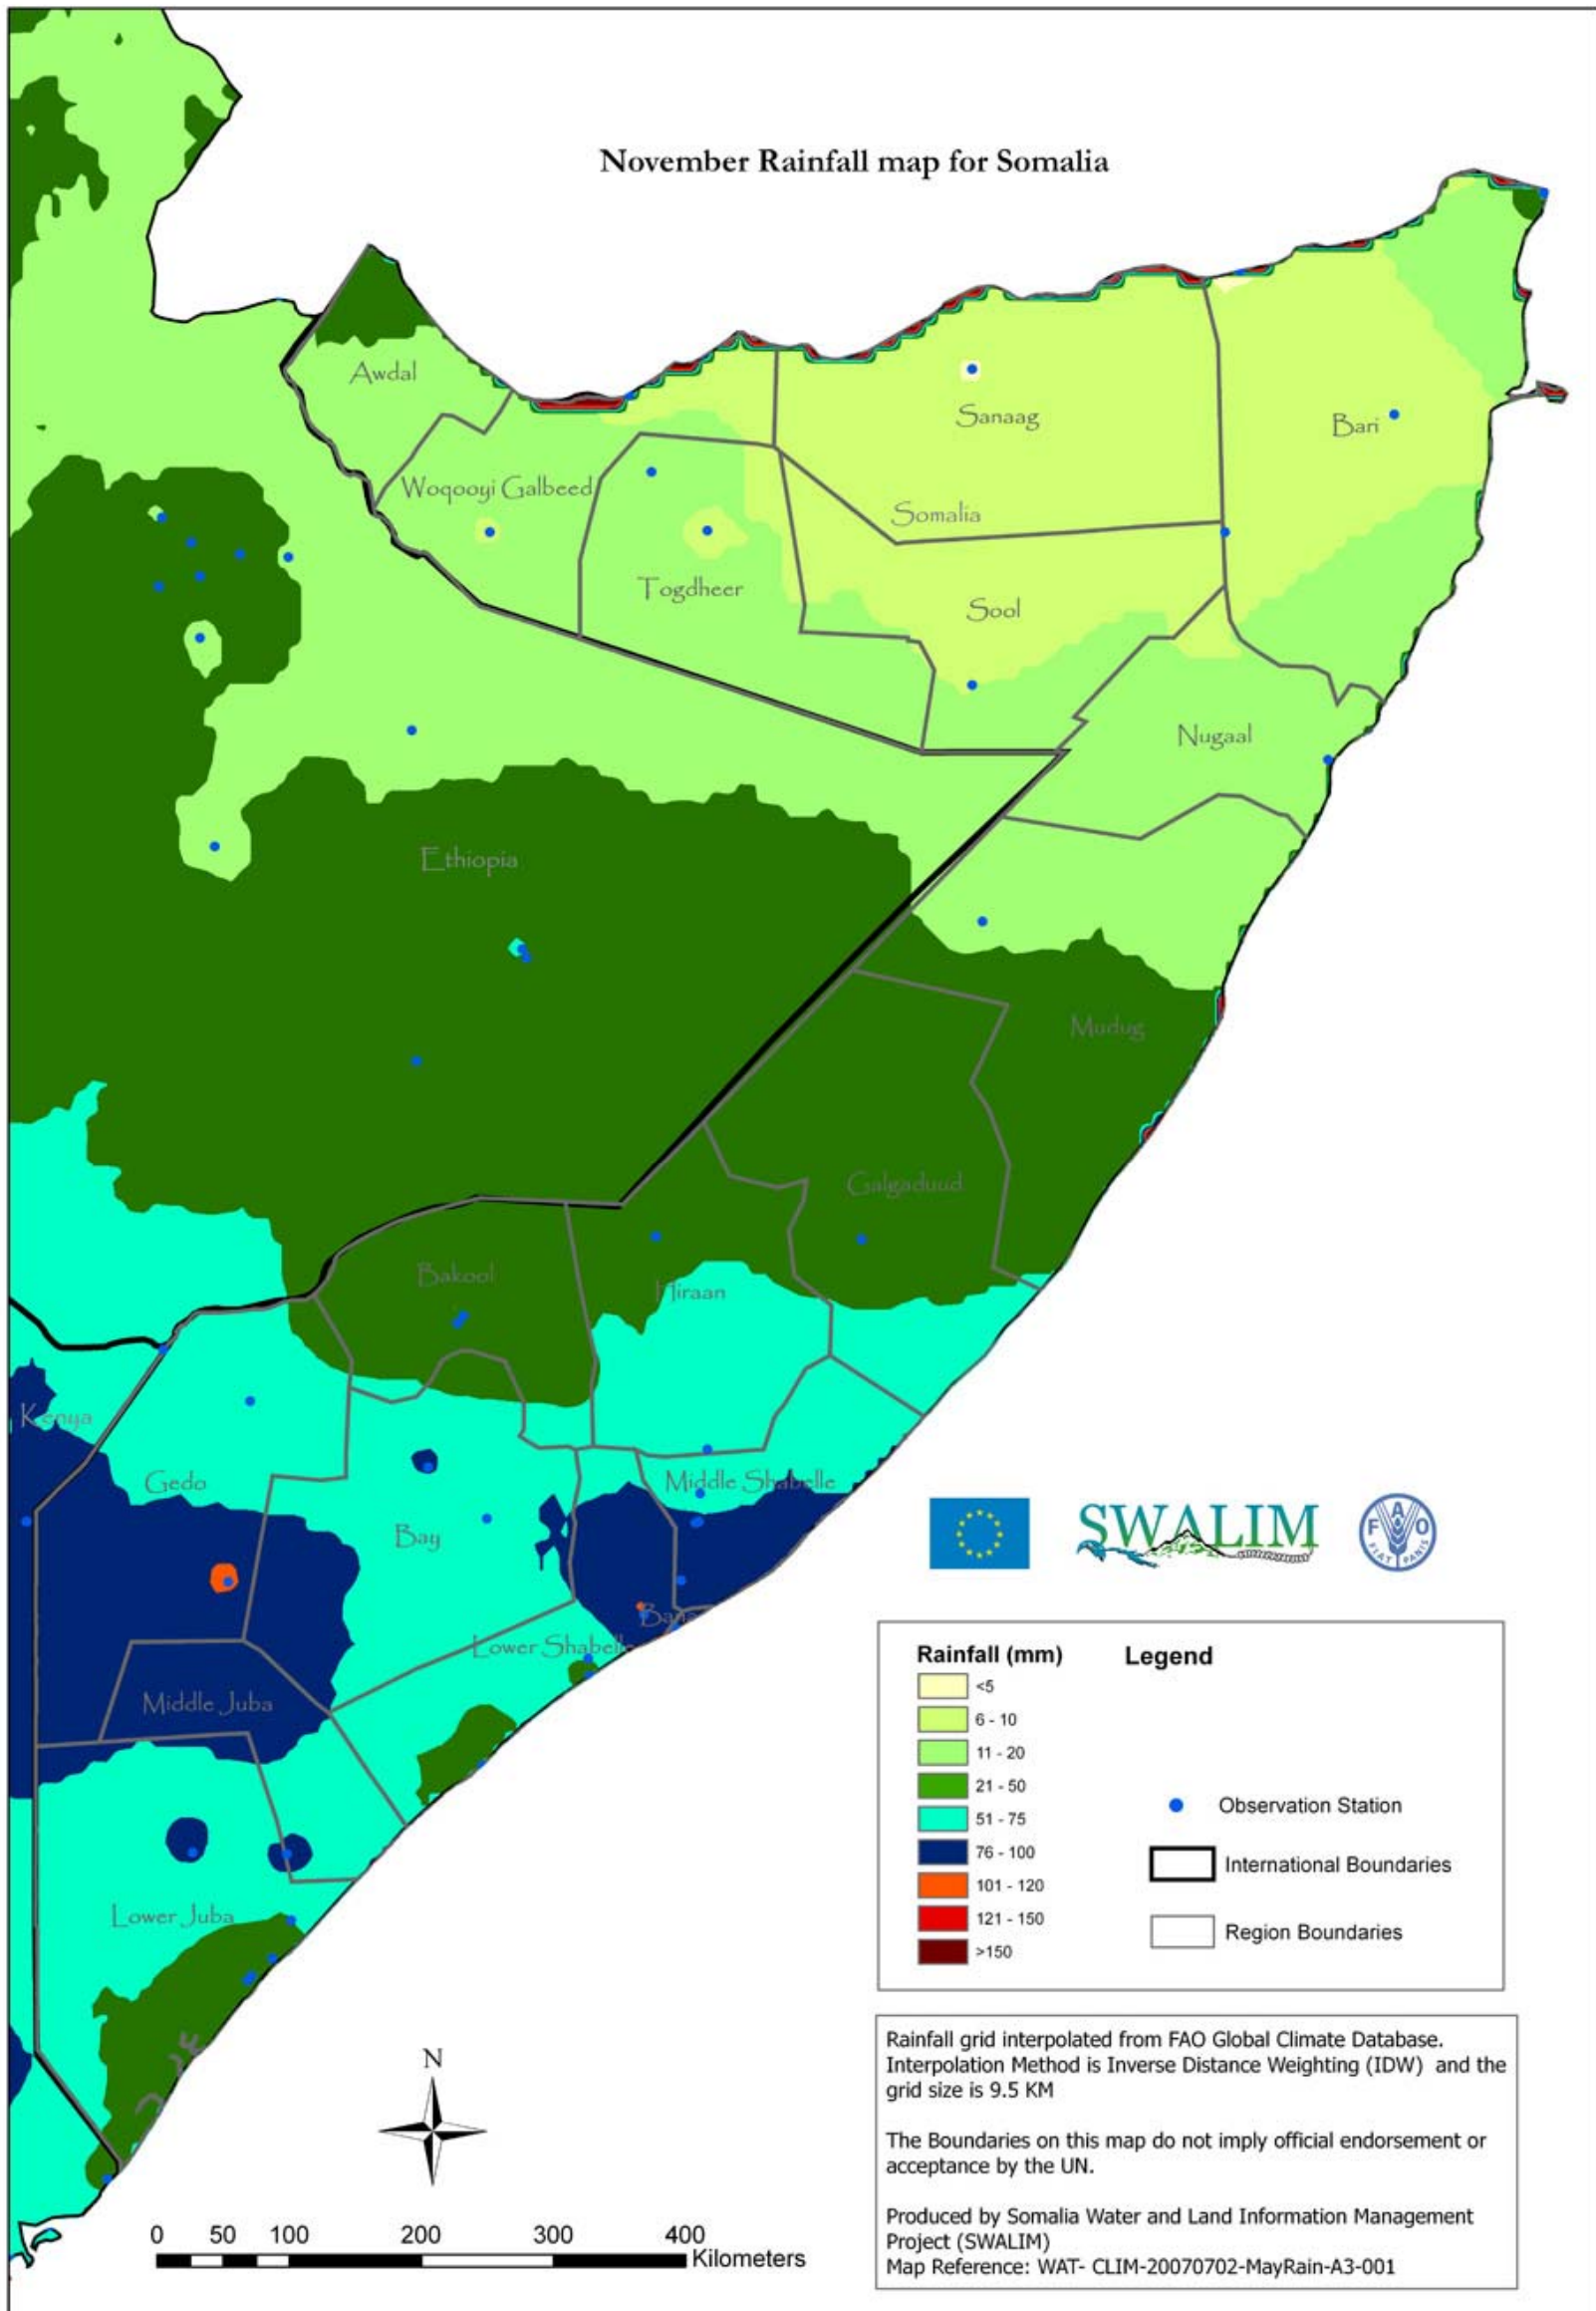 November Rainfall map for Somalia
Awdal
Woqooyi Galbeed
Togdheer
Sanaag
Bari
Somalia
Sool
Nugaal
Ethiopia
Mudug
Galgaduud
Bakool
Hiraan
Kenya
Gedo
Middle Shabelle
Bay
Lower Shabelle
Middle Juba
Lower Juba
SWALIM
FAO
FIAT PANIS
Rainfall (mm)
Legend
<5
6 - 10
11 - 20
21 - 50
51 - 75
76 - 100
101 - 120
121 - 150
>150
Observation Station
International Boundaries
Region Boundaries
Rainfall grid interpolated from FAO Global Climate Database.
Interpolation Method is Inverse Distance Weighting (IDW) and the
grid size is 9.5 KM
The Boundaries on this map do not imply official endorsement or
acceptance by the UN.
Produced by Somalia Water and Land Information Management
Project (SWALIM)
Map Reference: WAT- CLIM-20070702-MayRain-A3-001
N
0 50 100 200 300 400
Kilometers